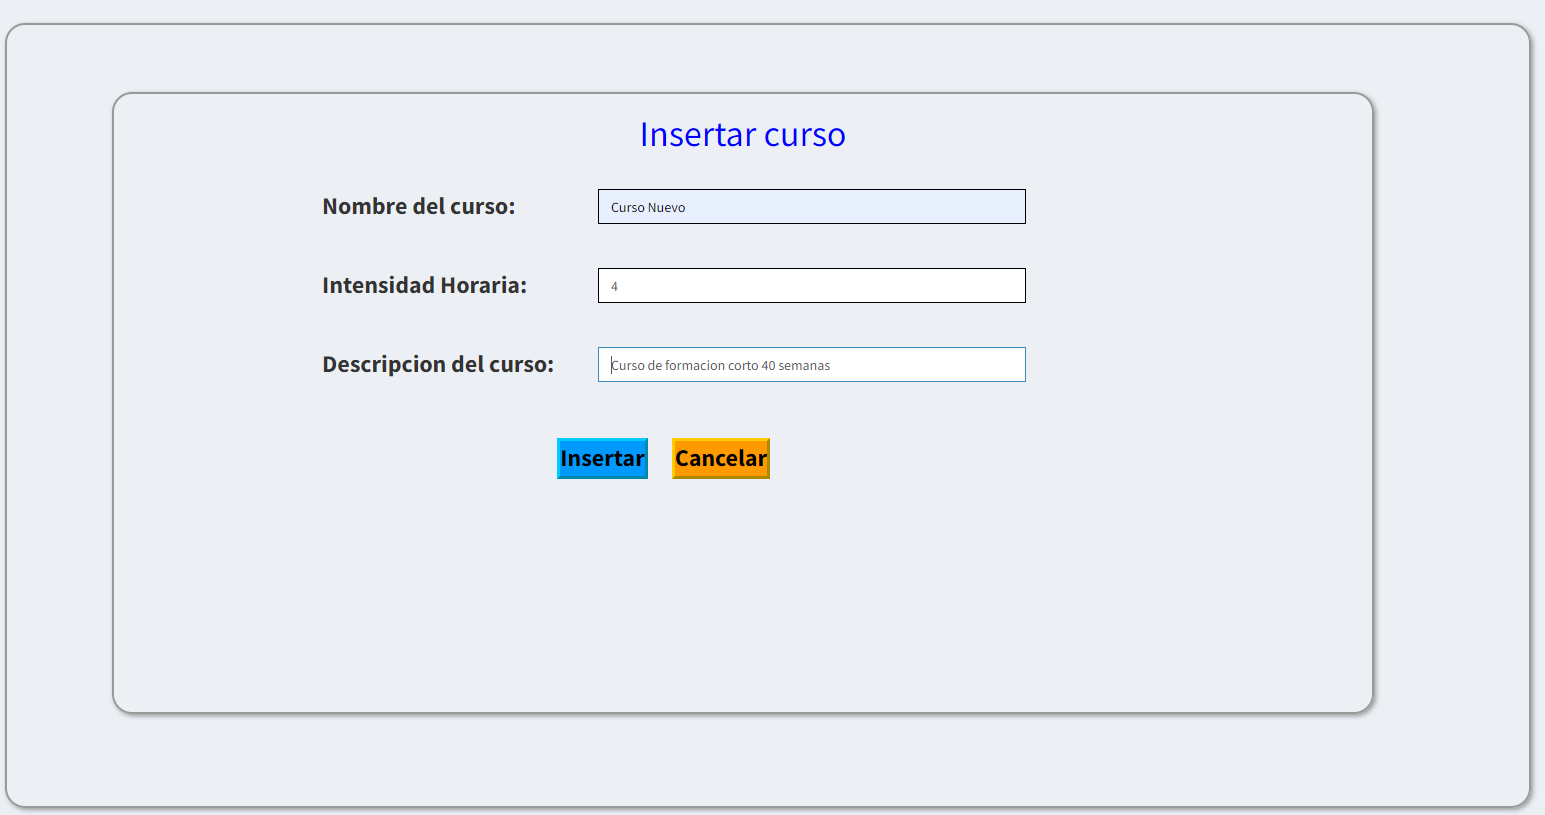 Insertar curso
Nombre del curso: Curso Nuevo
Intensidad Horaria: 4
Descripcion del curso: Curso de formacion corto 40 semanas
Insertar Cancelar